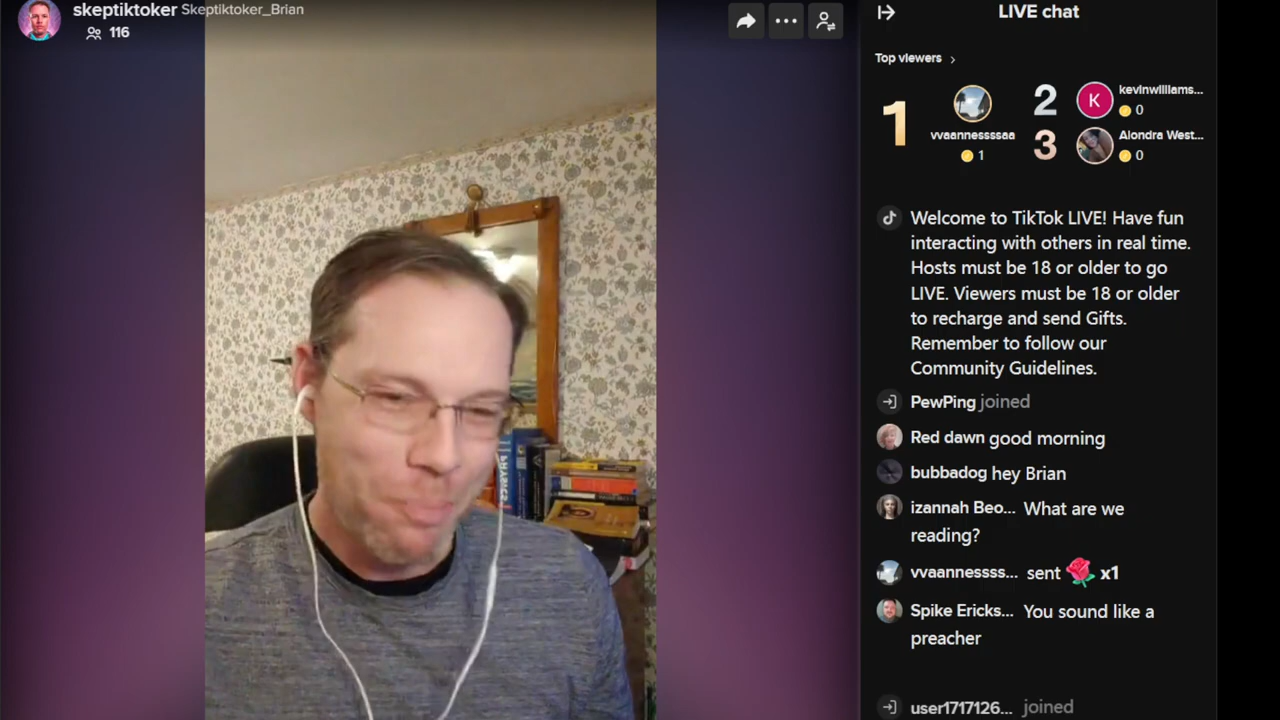 skeptiktoker Skeptiktoker_Brian
116
LIVE chat
Top viewers
1
vvaannessssaa
1
2
K
kevinwilliams...
0
3
Alondra West...
0
Welcome to TikTok LIVE! Have fun
interacting with others in real time.
Hosts must be 18 or older to go
LIVE. Viewers must be 18 or older
to recharge and send Gifts.
Remember to follow our
Community Guidelines.
PewPing joined
Red dawn good morning
bubbadog hey Brian
izannah Beo... What are we
reading?
vvaannessss... sent x1
Spike Ericks... You sound like a
preacher
user1717126... joined
PHYSICS